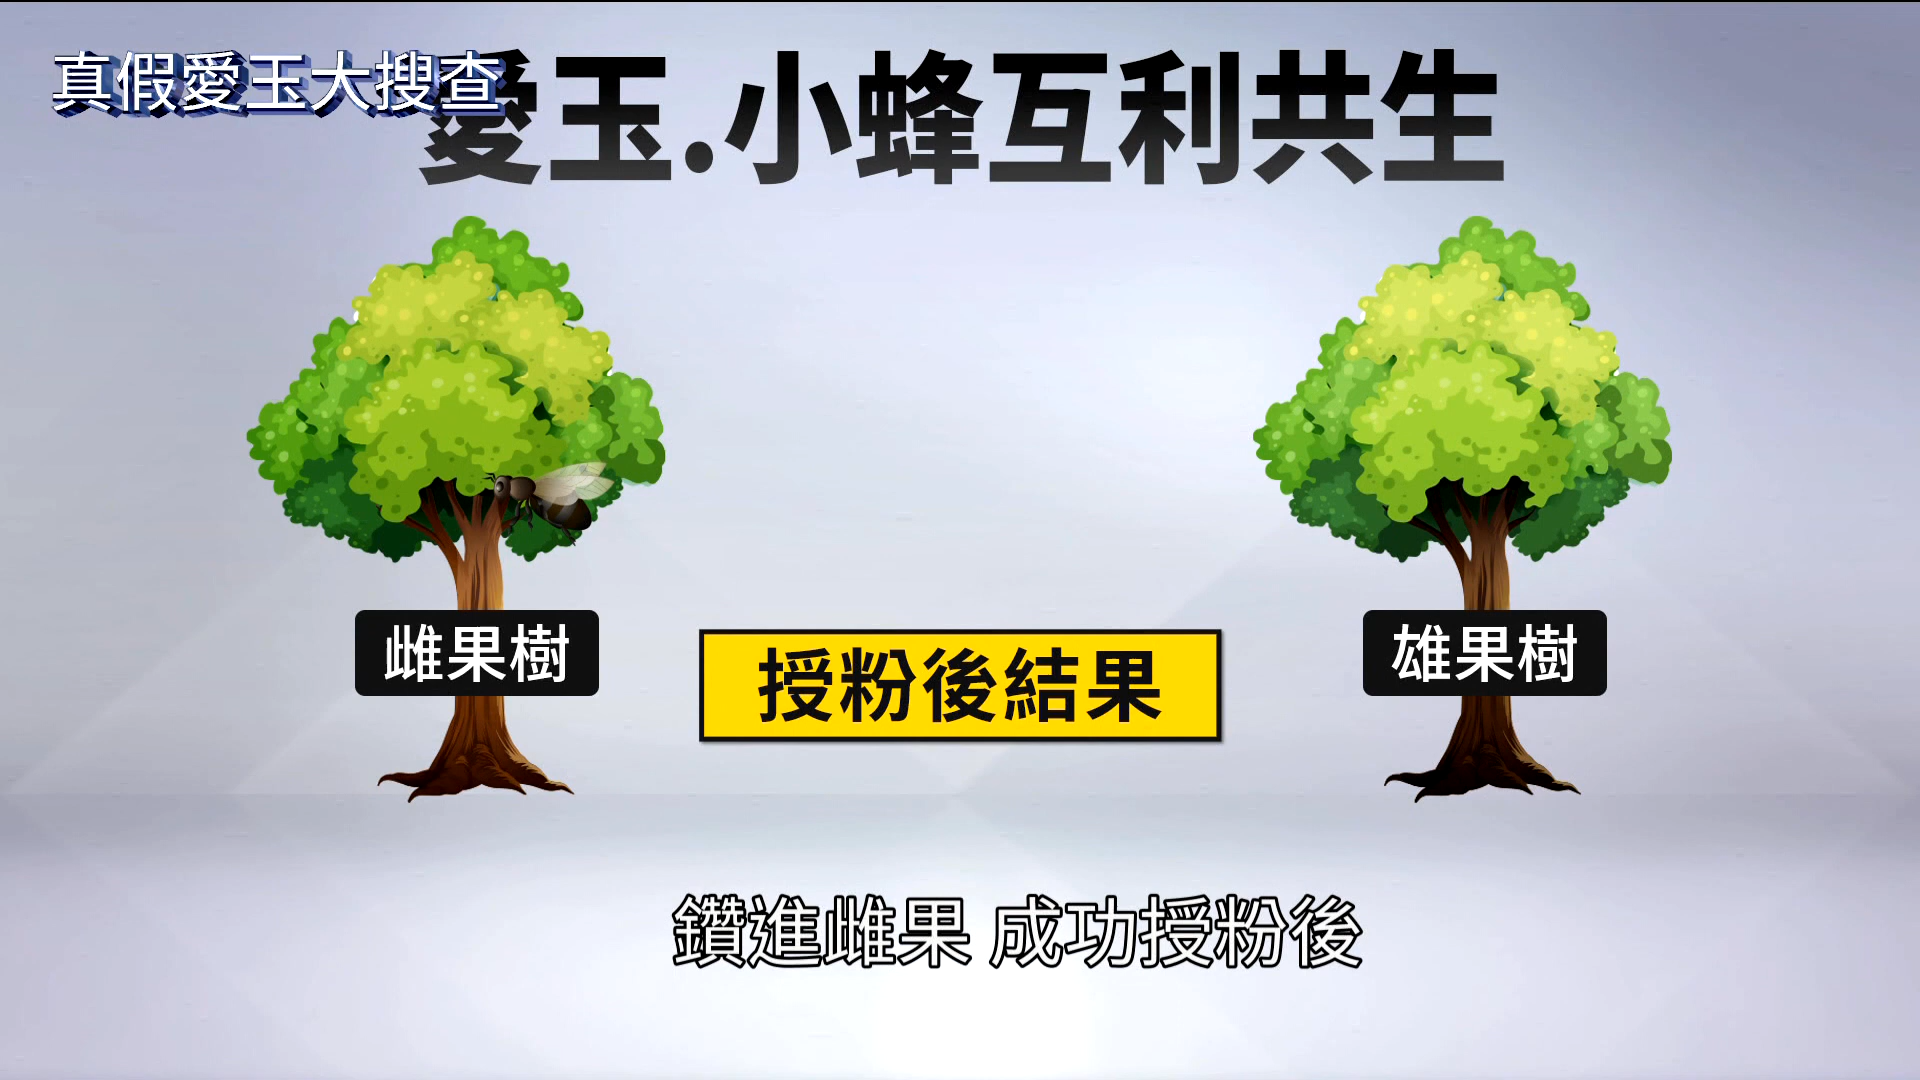 真假愛玉大搜查
愛玉.小蜂互利共生
雌果樹
授粉後結果
雄果樹
鑽進雌果 成功授粉後